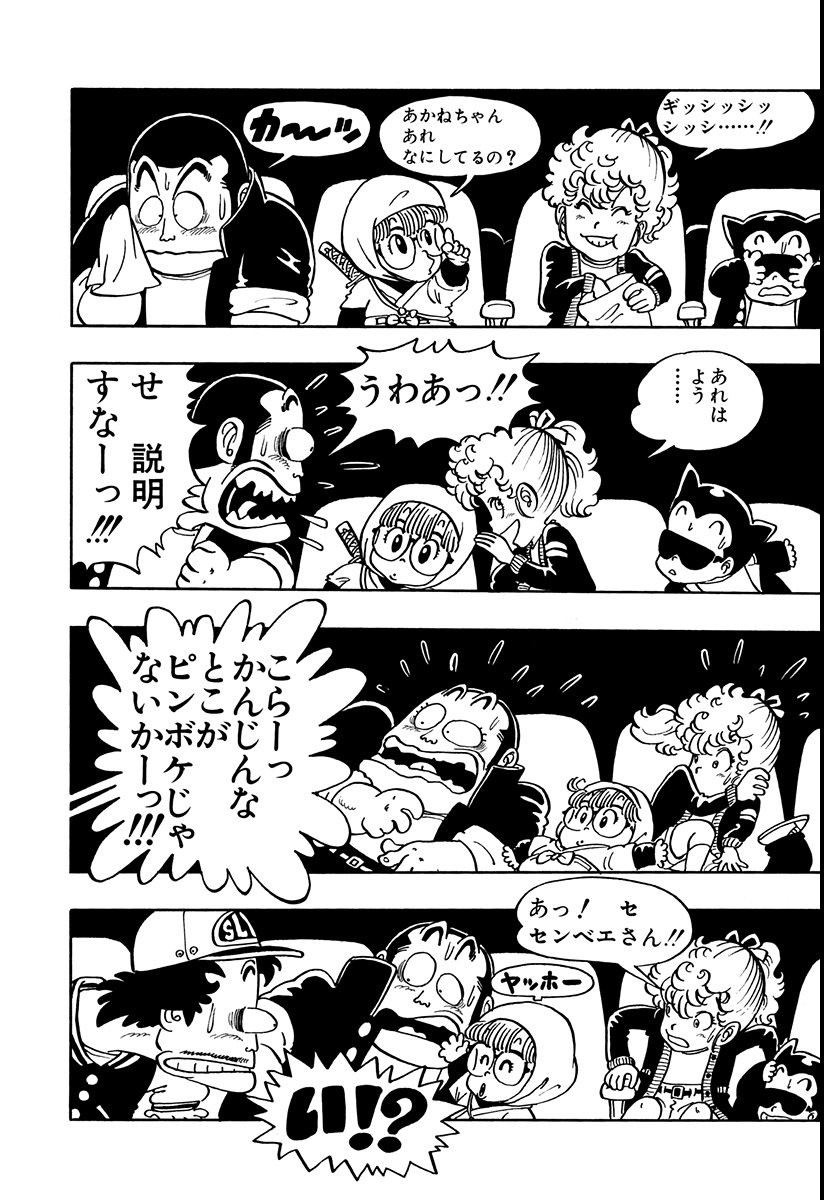 ギッシッシッ
シッシ……!!
あかねちゃん
あれ
なにしてるの？
カ〜〜ッ
あれは
よう
……
うわあっ!!
せ　説明
すなーっ!!!
こらーっ
かんじんな
とこが
ピンボケじゃ
ないかーっ!!!
あっ！　セ
センベエさん!!
ヤッホー
SL
い!?